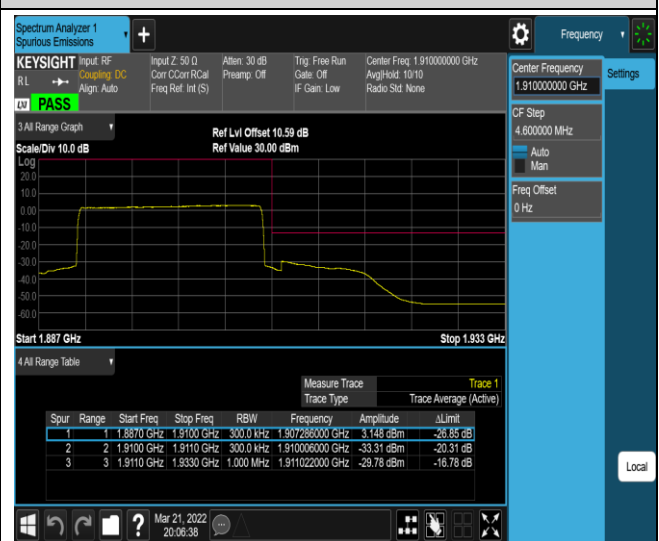 Spectrum Analyzer 1
Spurious Emissions
Frequency
KEYSIGHT Input: RF Input Z: 50 Ω Atten: 30 dB Trig: Free Run Center Freq: 1.910000000 GHz
RL Coupling: DC Corr CCorr RCal Preamp: Off Gate: Off Avg|Hold: 10/10
Align: Auto Freq Ref: Int (S) IF Gain: Low Radio Std: None
LXI PASS
Center Frequency
1.910000000 GHz
Settings
CF Step
4.600000 MHz
Auto
Man
Freq Offset
0 Hz
3 All Range Graph
Ref Lvl Offset 10.59 dB
Scale/Div 10.0 dB Ref Value 30.00 dBm
Log
20.0
10.0
0.00
-10.0
-20.0
-30.0
-40.0
-50.0
-60.0
Start 1.887 GHz Stop 1.933 GHz
4 All Range Table
Measure Trace Trace 1
Trace Type Trace Average (Active)
Spur Range Start Freq Stop Freq RBW Frequency Amplitude ΔLimit
1 1 1.8870 GHz 1.9100 GHz 300.0 kHz 1.907286000 GHz 3.148 dBm -26.85 dB
2 2 1.9100 GHz 1.9110 GHz 300.0 kHz 1.910006000 GHz -33.31 dBm -20.31 dB
3 3 1.9110 GHz 1.9330 GHz 1.000 MHz 1.911022000 GHz -29.78 dBm -16.78 dB
Local
Mar 21, 2022
20:06:38